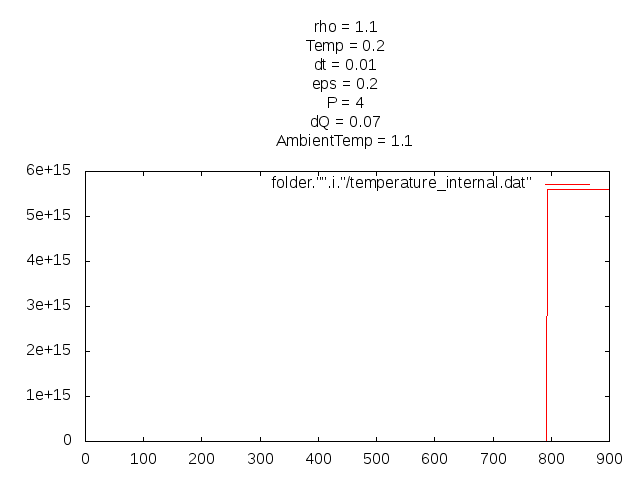 rho = 1.1
Temp = 0.2
dt = 0.01
eps = 0.2
P = 4
dQ = 0.07
AmbientTemp = 1.1
6e+15
folder."".i."/temperature_internal.dat"
5e+15
4e+15
3e+15
2e+15
1e+15
0
0 100 200 300 400 500 600 700 800 900